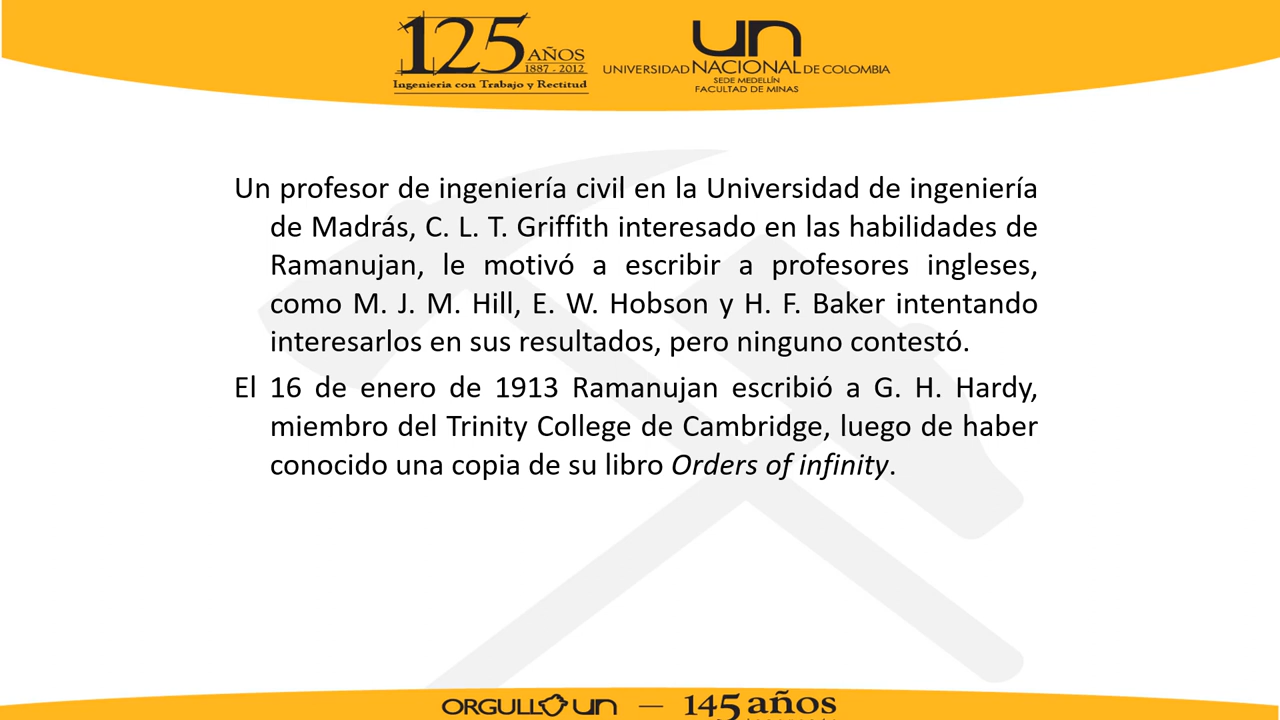 125 AÑOS
1887 - 2012
Ingeniería con Trabajo y Rectitud
un
UNIVERSIDAD NACIONAL DE COLOMBIA
SEDE MEDELLÍN
FACULTAD DE MINAS
Un profesor de ingeniería civil en la Universidad de ingeniería
de Madrás, C. L. T. Griffith interesado en las habilidades de
Ramanujan, le motivó a escribir a profesores ingleses,
como M. J. M. Hill, E. W. Hobson y H. F. Baker intentando
interesarlos en sus resultados, pero ninguno contestó.
El 16 de enero de 1913 Ramanujan escribió a G. H. Hardy,
miembro del Trinity College de Cambridge, luego de haber
conocido una copia de su libro Orders of infinity.
ORGULLO un — 145 años